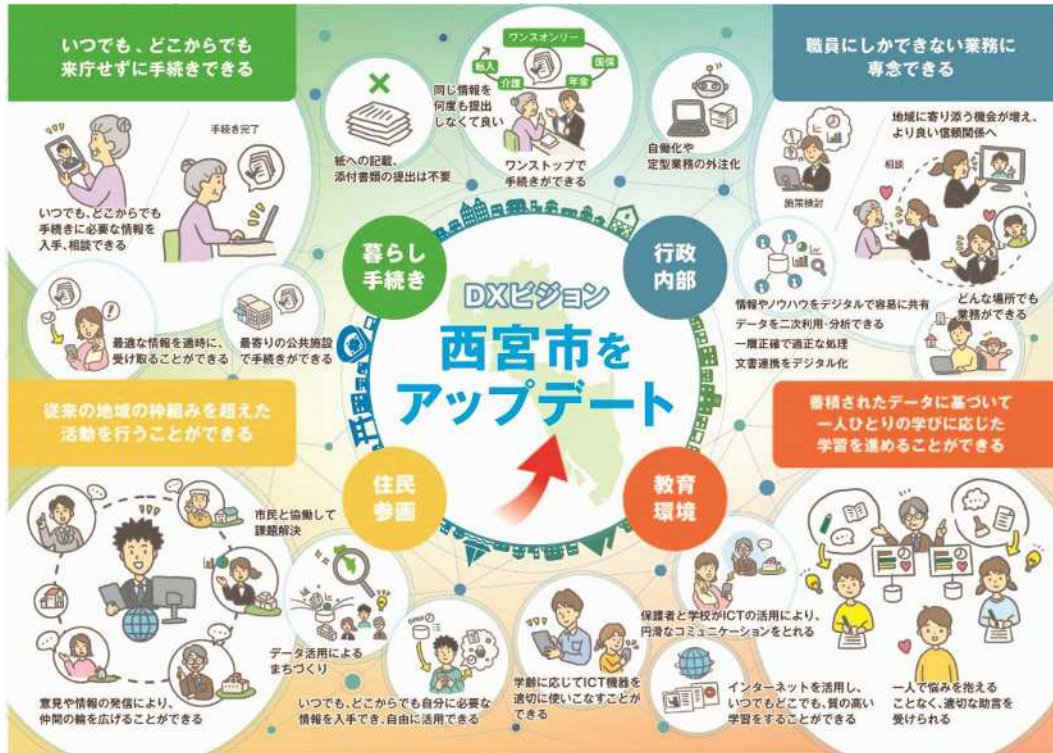 いつでも、どこからでも
来庁せずに手続きできる
手続き完了
いつでも、どこからでも
手続きに必要な情報を
入手、相談できる
最適な情報を適時に、
受け取ることができる
最寄りの公共施設
で手続きができる
紙への記載、
添付書類の提出は不要
同じ情報を
何度も提出
しなくて良い
ワンスオンリー
転入
介護
年金
国保
ワンストップで
手続きができる
自働化や
定型業務の外注化
職員にしかできない業務に
専念できる
施策検討
地域に寄り添う機会が増え、
より良い信頼関係へ
相談
情報やノウハウをデジタルで容易に共有
データを二次利用・分析できる
一層正確で適正な処理
文書連携をデジタル化
どんな場所でも
業務ができる
暮らし
手続き
行政
内部
DXビジョン
西宮市を
アップデート
住民
参画
教育
環境
従来の地域の枠組みを超えた
活動を行うことができる
市民と協働して
課題解決
意見や情報の発信により、
仲間の輪を広げることができる
データ活用による
まちづくり
OPEN
いつでも、どこからでも自分に必要な
情報を入手でき、自由に活用できる
蓄積されたデータに基づいて
一人ひとりの学びに応じた
学習を進めることができる
学齢に応じてICT機器を
適切に使いこなすことが
できる
保護者と学校がICTの活用により、
円滑なコミュニケーションをとれる
インターネットを活用し、
いつでもどこでも、質の高い
学習をすることができる
一人で悩みを抱える
ことなく、適切な助言を
受けられる